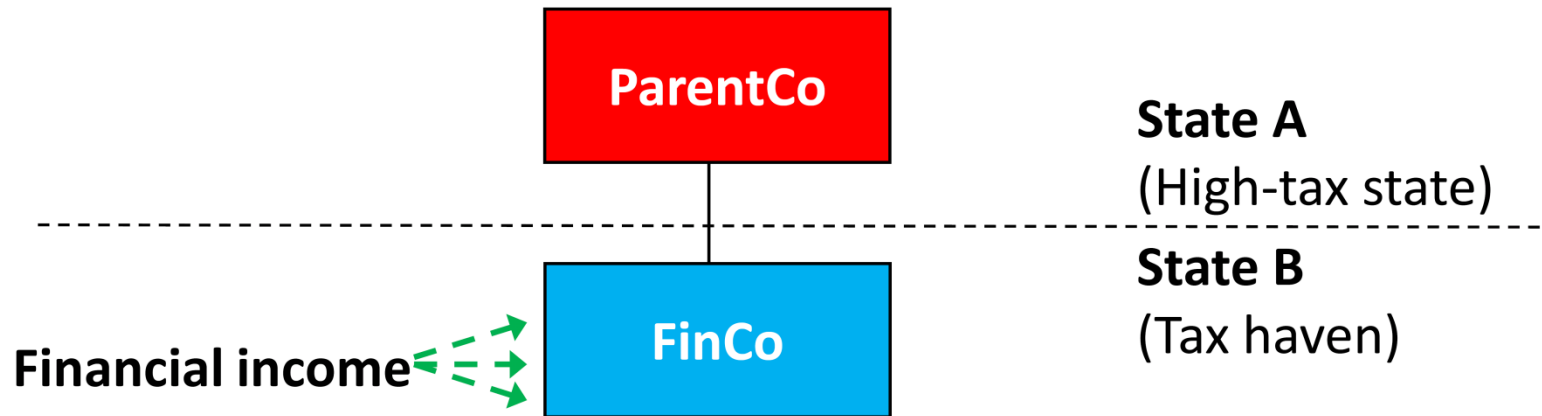 ParentCo
State A
(High-tax state)
State B
(Tax haven)
FinCo
Financial income